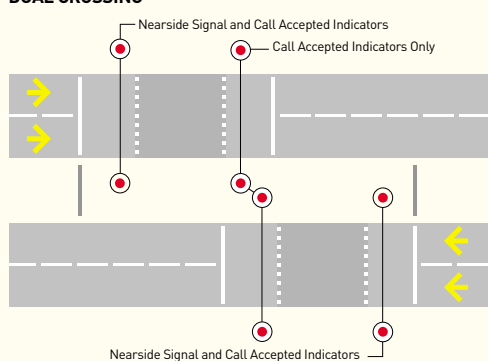 DUAL CROSSING
Nearside Signal and Call Accepted Indicators
Call Accepted Indicators Only
Nearside Signal and Call Accepted Indicators